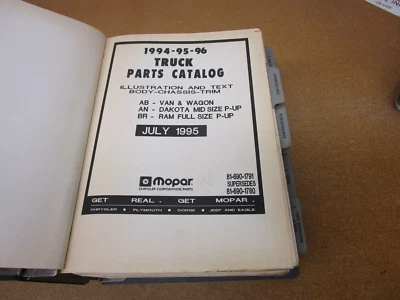 1994-95-96
TRUCK
PARTS CATALOG
ILLUSTRATION AND TEXT
BODY-CHASSIS-TRIM
AB - VAN & WAGON
AN - DAKOTA MID SIZE P-UP
BR - RAM FULL SIZE P-UP
JULY 1995
Mopar
CHRYSLER CORPORATION PARTS
81-690-1791
SUPERSEDES
81-690-1780
GET REAL. GET MOPAR.
CHRYSLER • PLYMOUTH • DODGE • JEEP AND EAGLE